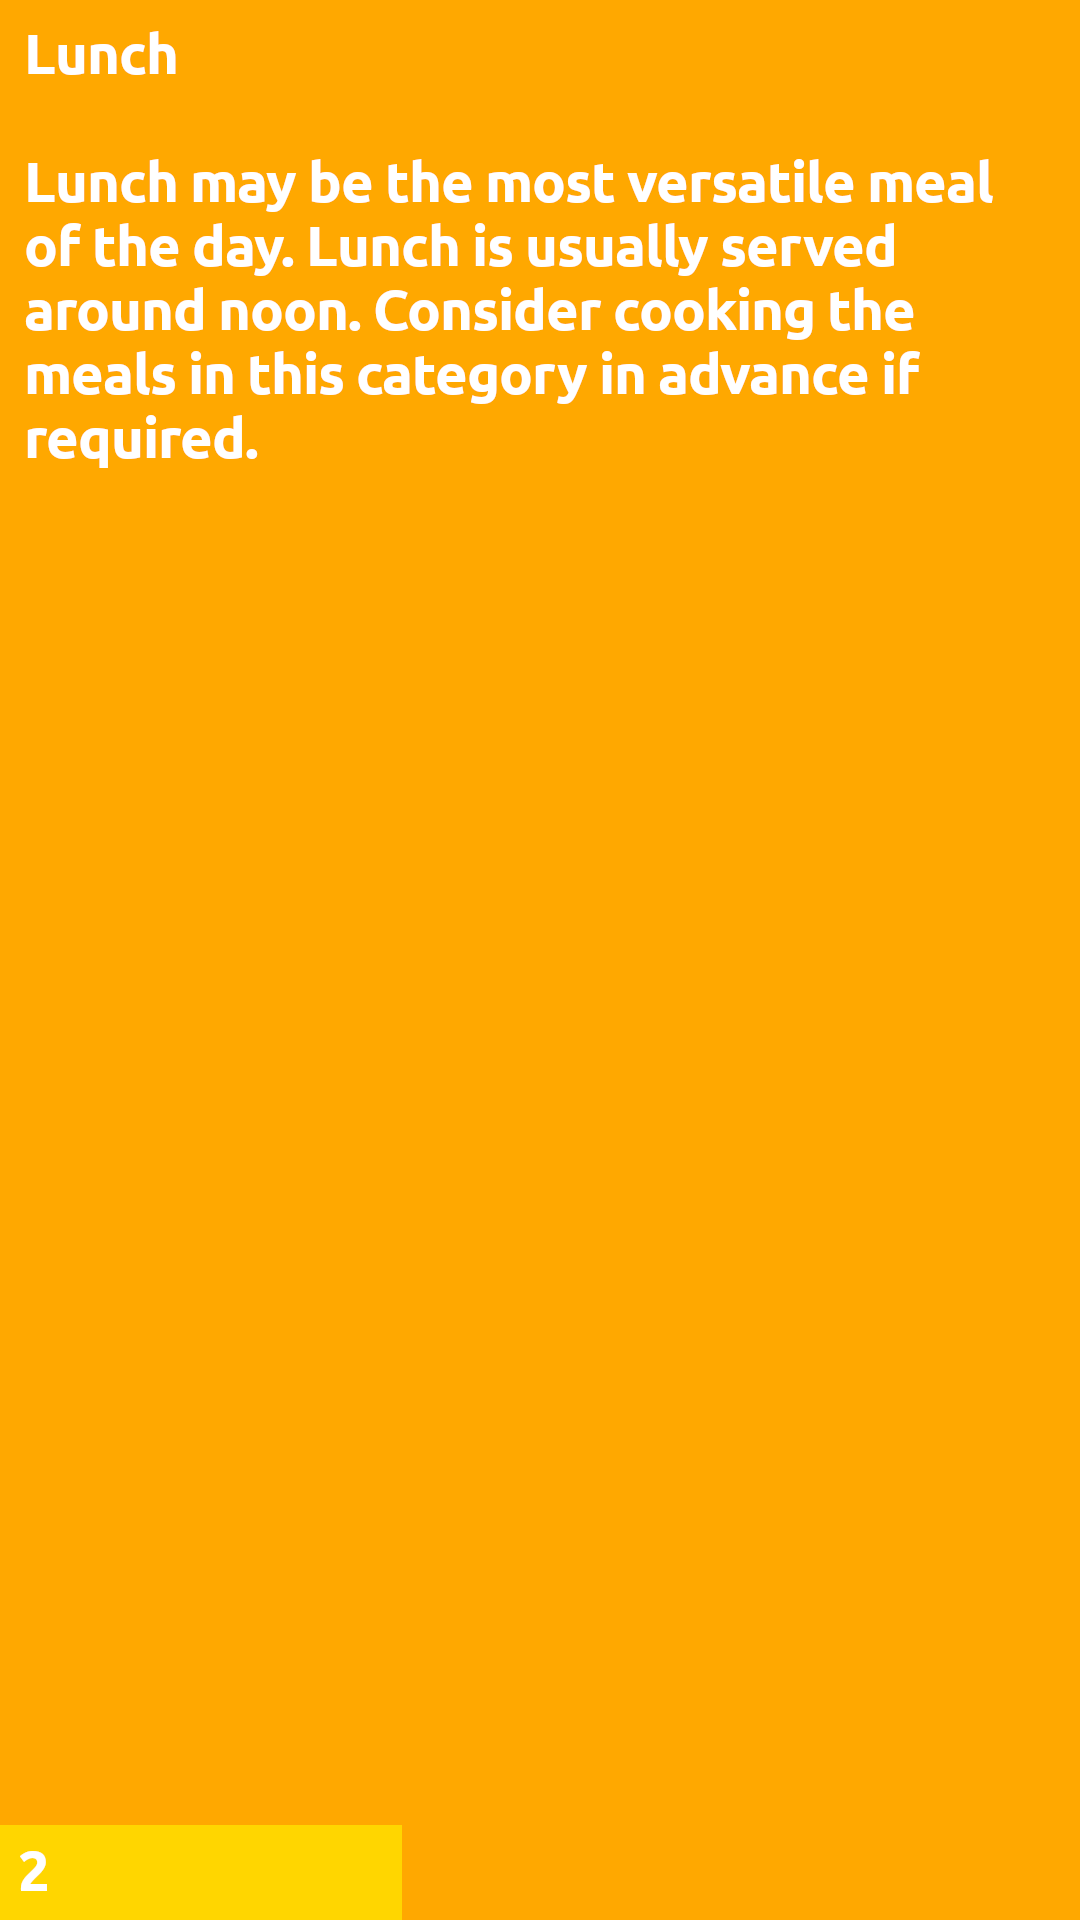 Lunch
Lunch may be the most versatile meal
of the day. Lunch is usually served
around noon. Consider cooking the
meals in this category in advance if
required.
2